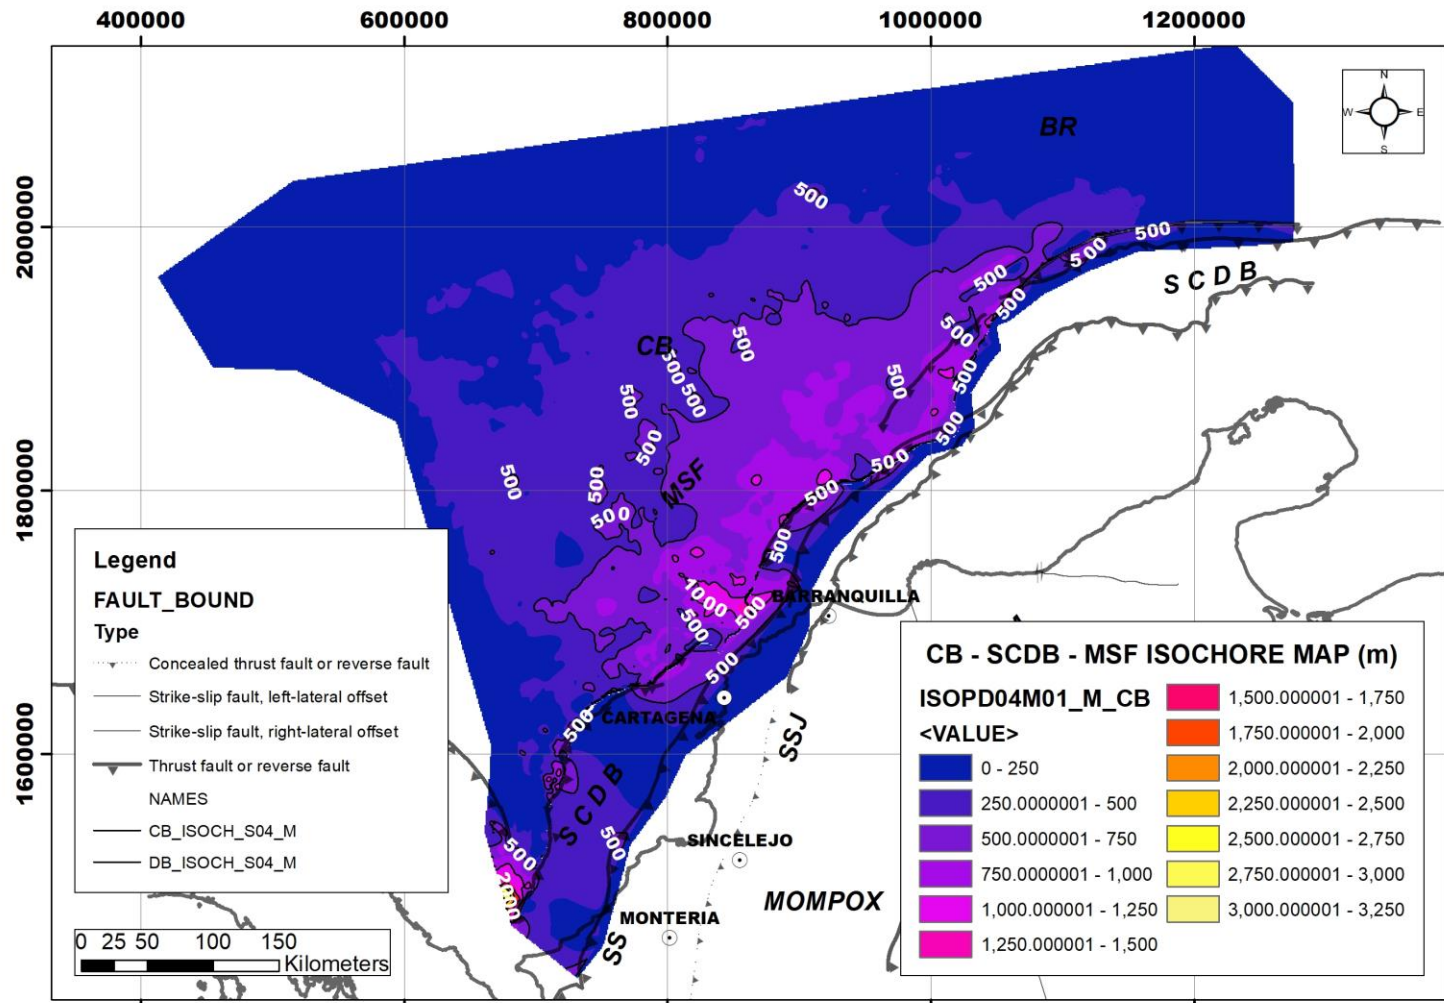 400000 600000 800000 1000000 1200000
N
W E
S
BR
500
2000000
500
500
500
SCDB
500
500
500
CB
500
500
500
500
500
500
500
500
500
MSF
500
500
500
1800000
500
500
500
1000
BARRANQUILLA
500
500
500
CARTAGENA
500
SSJ
1600000
SCDB
500
SINCELEJO
500
2000
MOMPOX
MONTERIA
SS
Legend
FAULT_BOUND
Type
Concealed thrust fault or reverse fault
Strike-slip fault, left-lateral offset
Strike-slip fault, right-lateral offset
Thrust fault or reverse fault
NAMES
CB_ISOCH_S04_M
DB_ISOCH_S04_M
0 25 50 100 150
Kilometers
CB - SCDB - MSF ISOCHORE MAP (m)
ISOPD04M01_M_CB
<VALUE>
0 - 250
250.0000001 - 500
500.0000001 - 750
750.0000001 - 1,000
1,000.000001 - 1,250
1,250.000001 - 1,500
1,500.000001 - 1,750
1,750.000001 - 2,000
2,000.000001 - 2,250
2,250.000001 - 2,500
2,500.000001 - 2,750
2,750.000001 - 3,000
3,000.000001 - 3,250